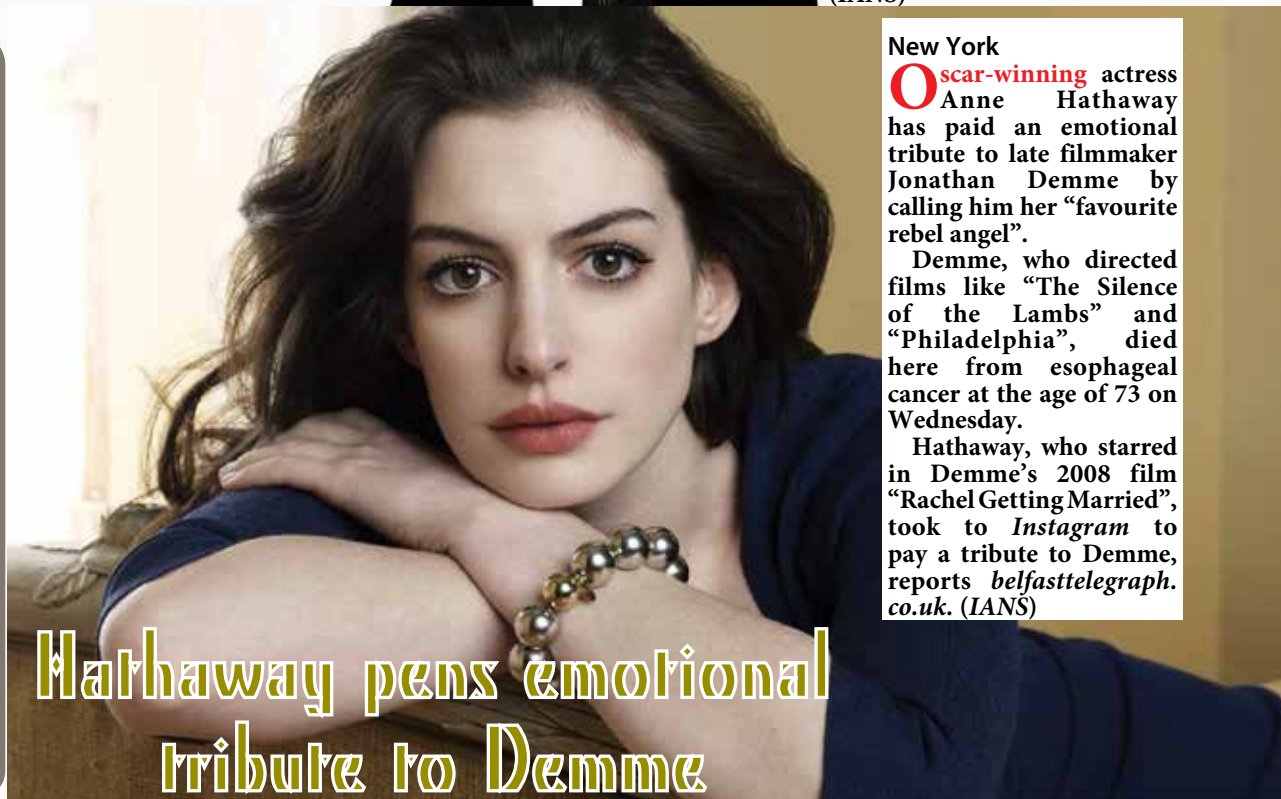 (IANS)
New York
Oscar-winning actress
Anne Hathaway
has paid an emotional
tribute to late filmmaker
Jonathan Demme by
calling him her “favourite
rebel angel”.
Demme, who directed
films like “The Silence
of the Lambs” and
“Philadelphia”, died
here from esophageal
cancer at the age of 73 on
Wednesday.
Hathaway, who starred
in Demme’s 2008 film
“Rachel Getting Married”,
took to Instagram to
pay a tribute to Demme,
reports belfasttelegraph.
co.uk. (IANS)
Hathaway pens emotional
tribute to Demme